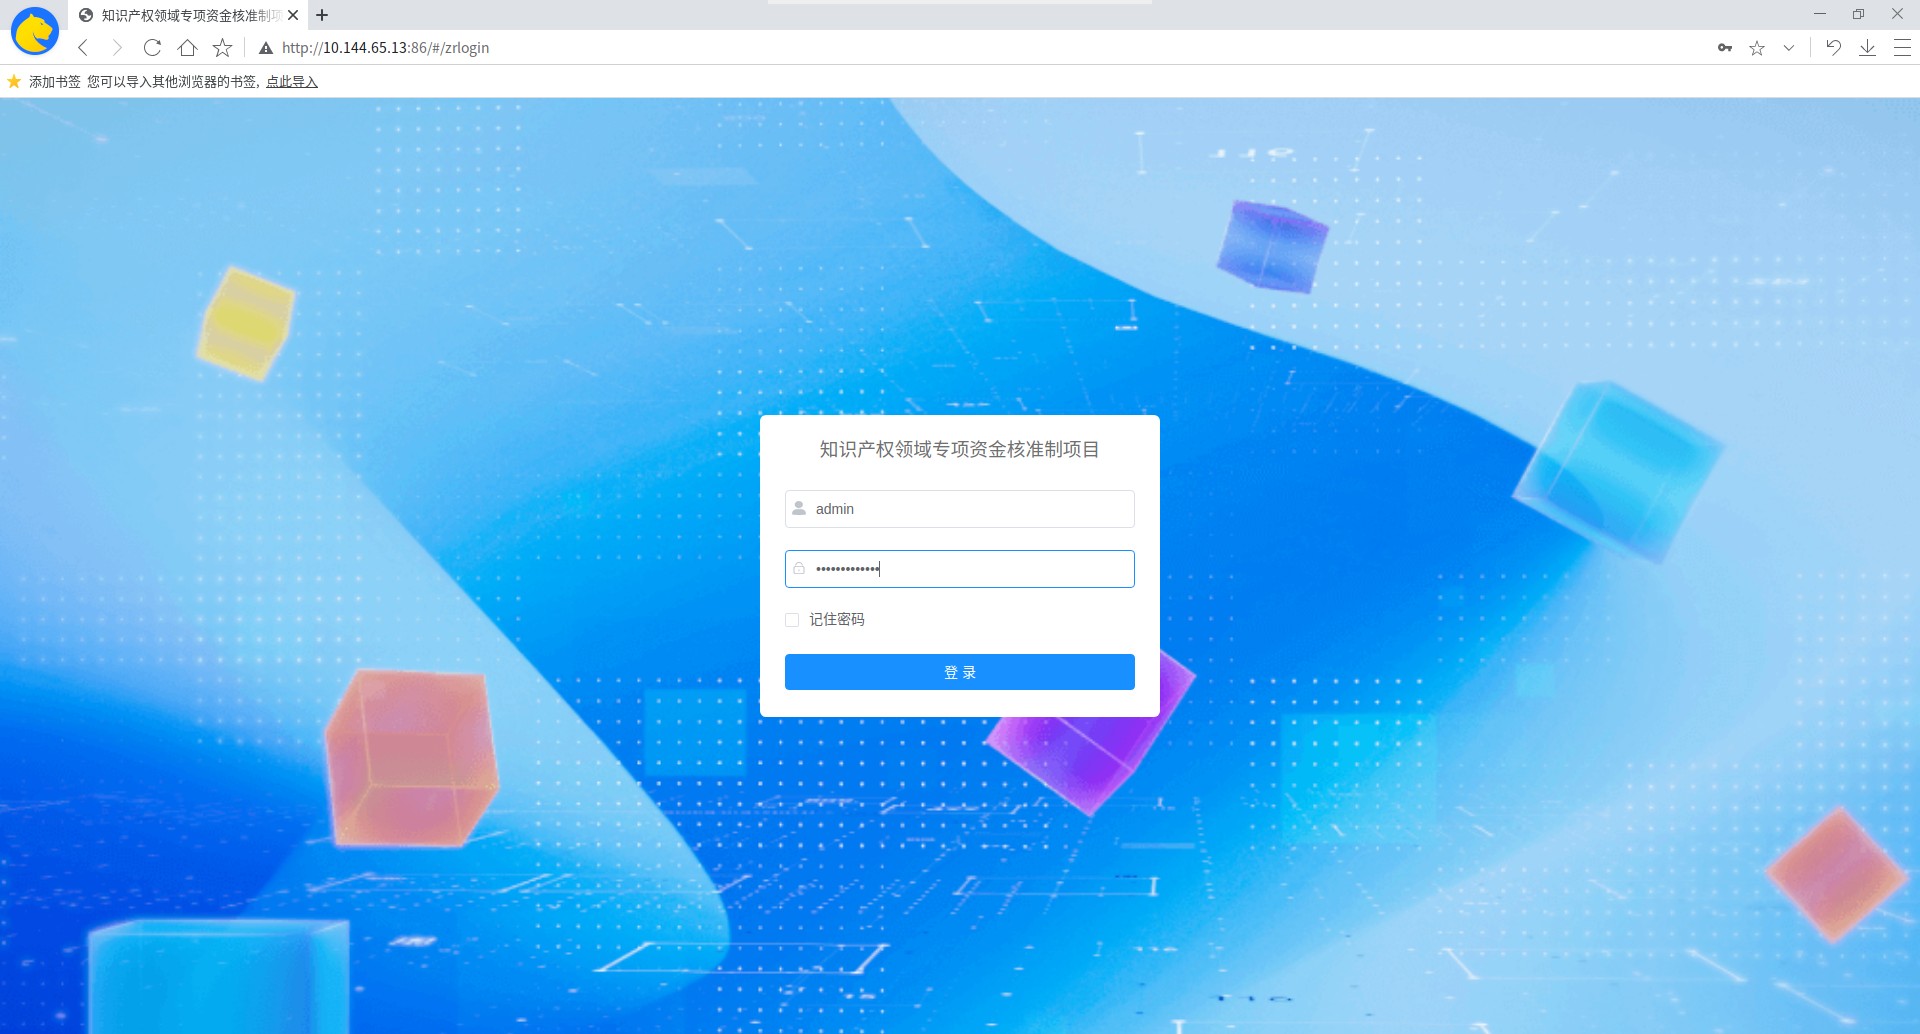 知识产权领域专项资金核准制项
http://10.144.65.13:86/#/zrlogin
添加书签 您可以导入其他浏览器的书签, 点此导入
知识产权领域专项资金核准制项目
admin
•••••••••••••
记住密码
登 录